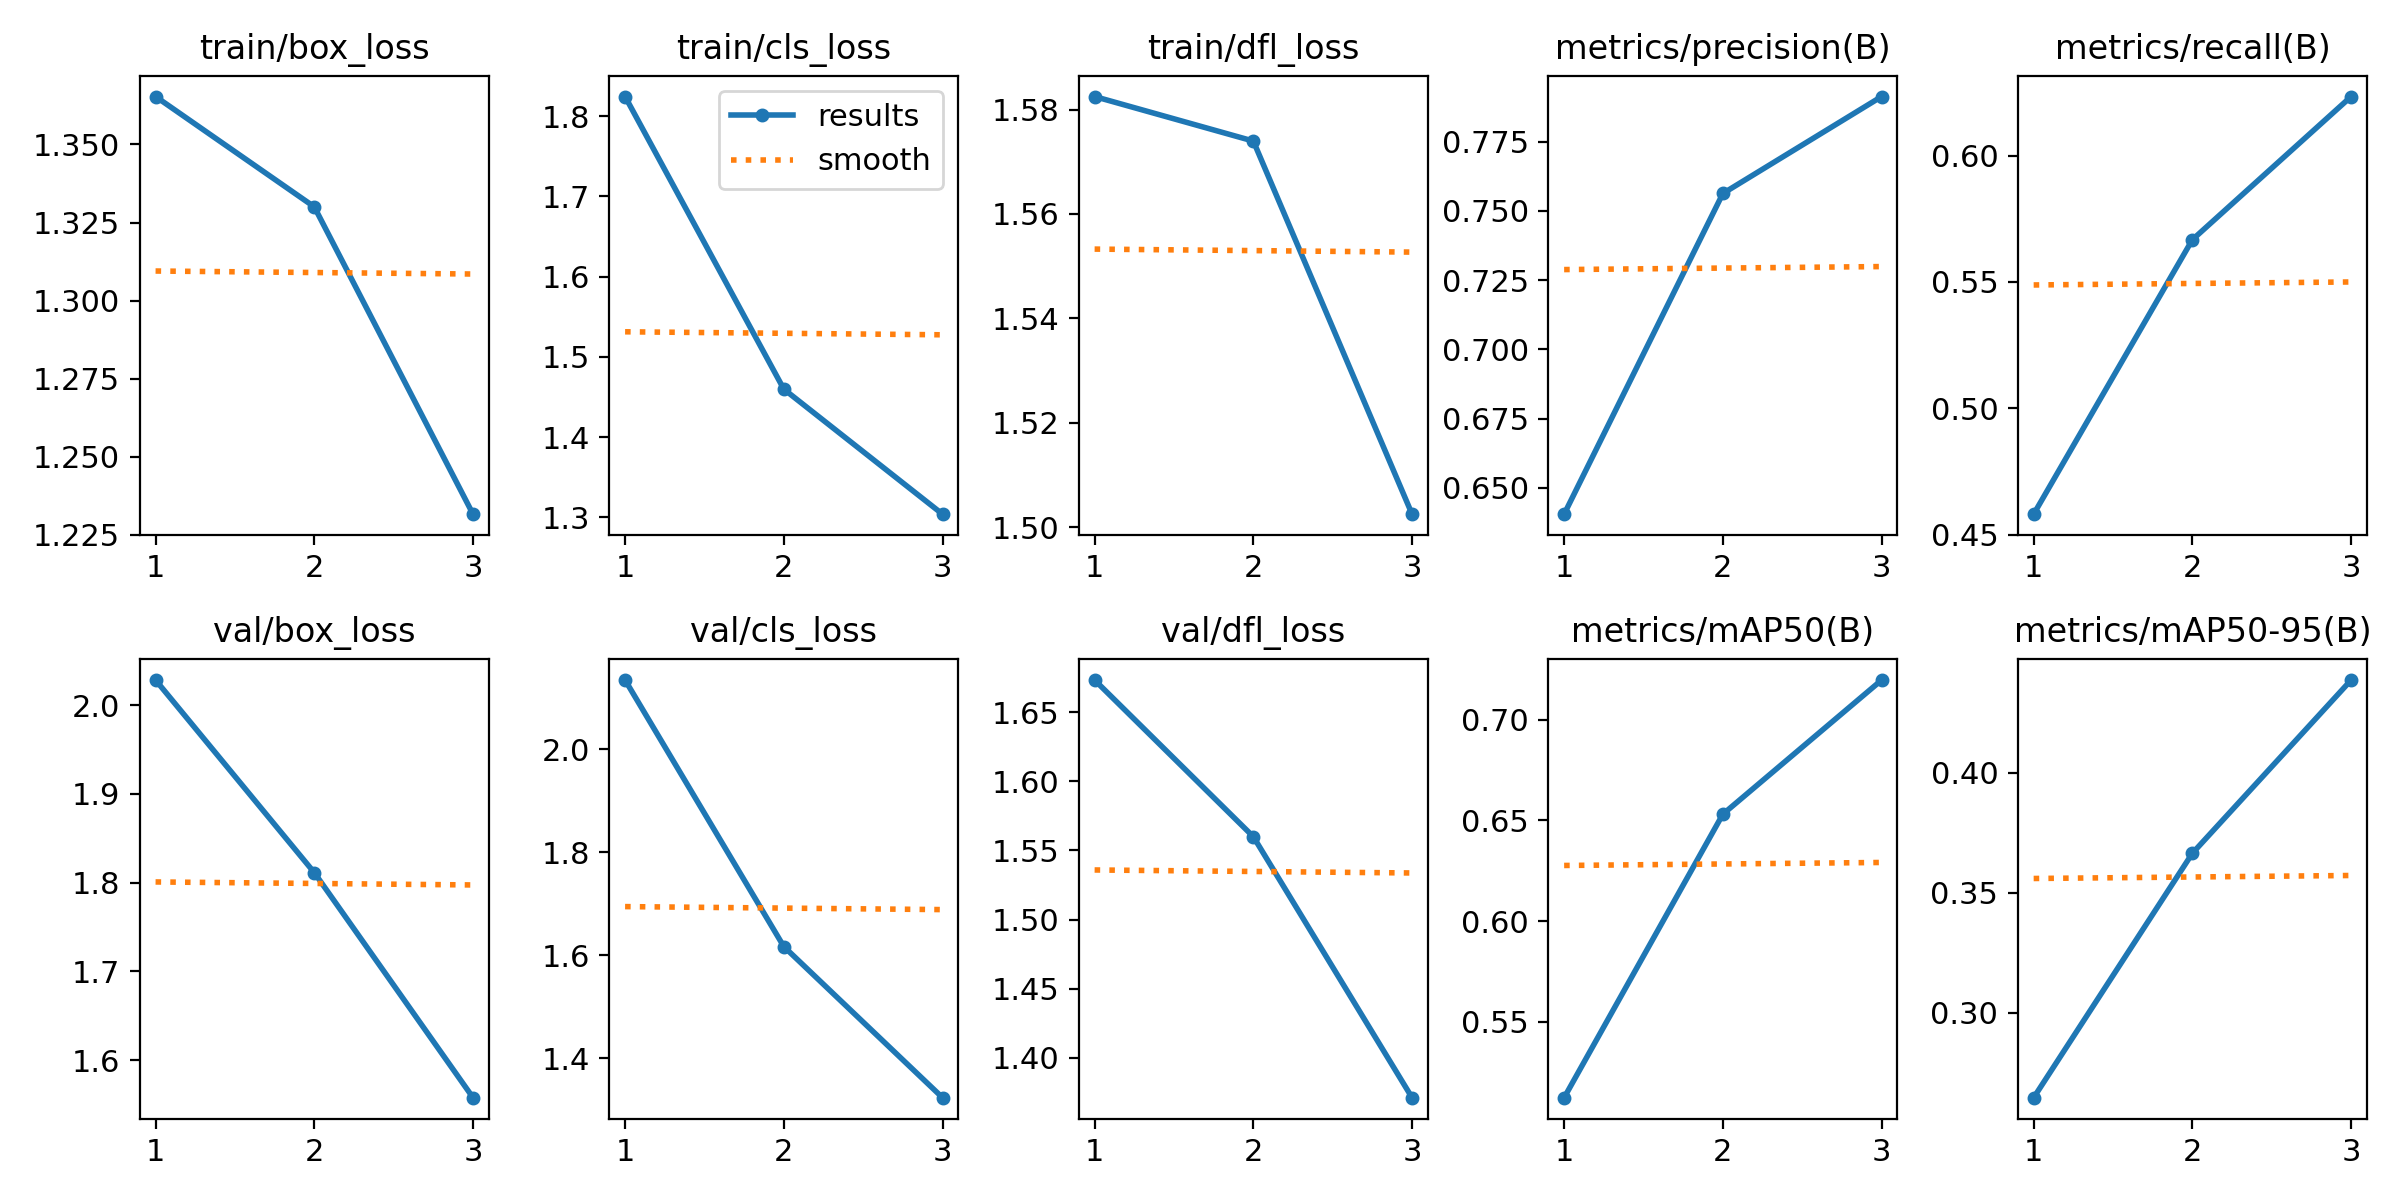 train/box_loss
1.350
1.325
1.300
1.275
1.250
1.225
1 2 3
train/cls_loss
results
smooth
1.8
1.7
1.6
1.5
1.4
1.3
1 2 3
train/dfl_loss
1.58
1.56
1.54
1.52
1.50
1 2 3
metrics/precision(B)
0.775
0.750
0.725
0.700
0.675
0.650
1 2 3
metrics/recall(B)
0.60
0.55
0.50
0.45
1 2 3
val/box_loss
2.0
1.9
1.8
1.7
1.6
1 2 3
val/cls_loss
2.0
1.8
1.6
1.4
1 2 3
val/dfl_loss
1.65
1.60
1.55
1.50
1.45
1.40
1 2 3
metrics/mAP50(B)
0.70
0.65
0.60
0.55
1 2 3
metrics/mAP50-95(B)
0.40
0.35
0.30
1 2 3